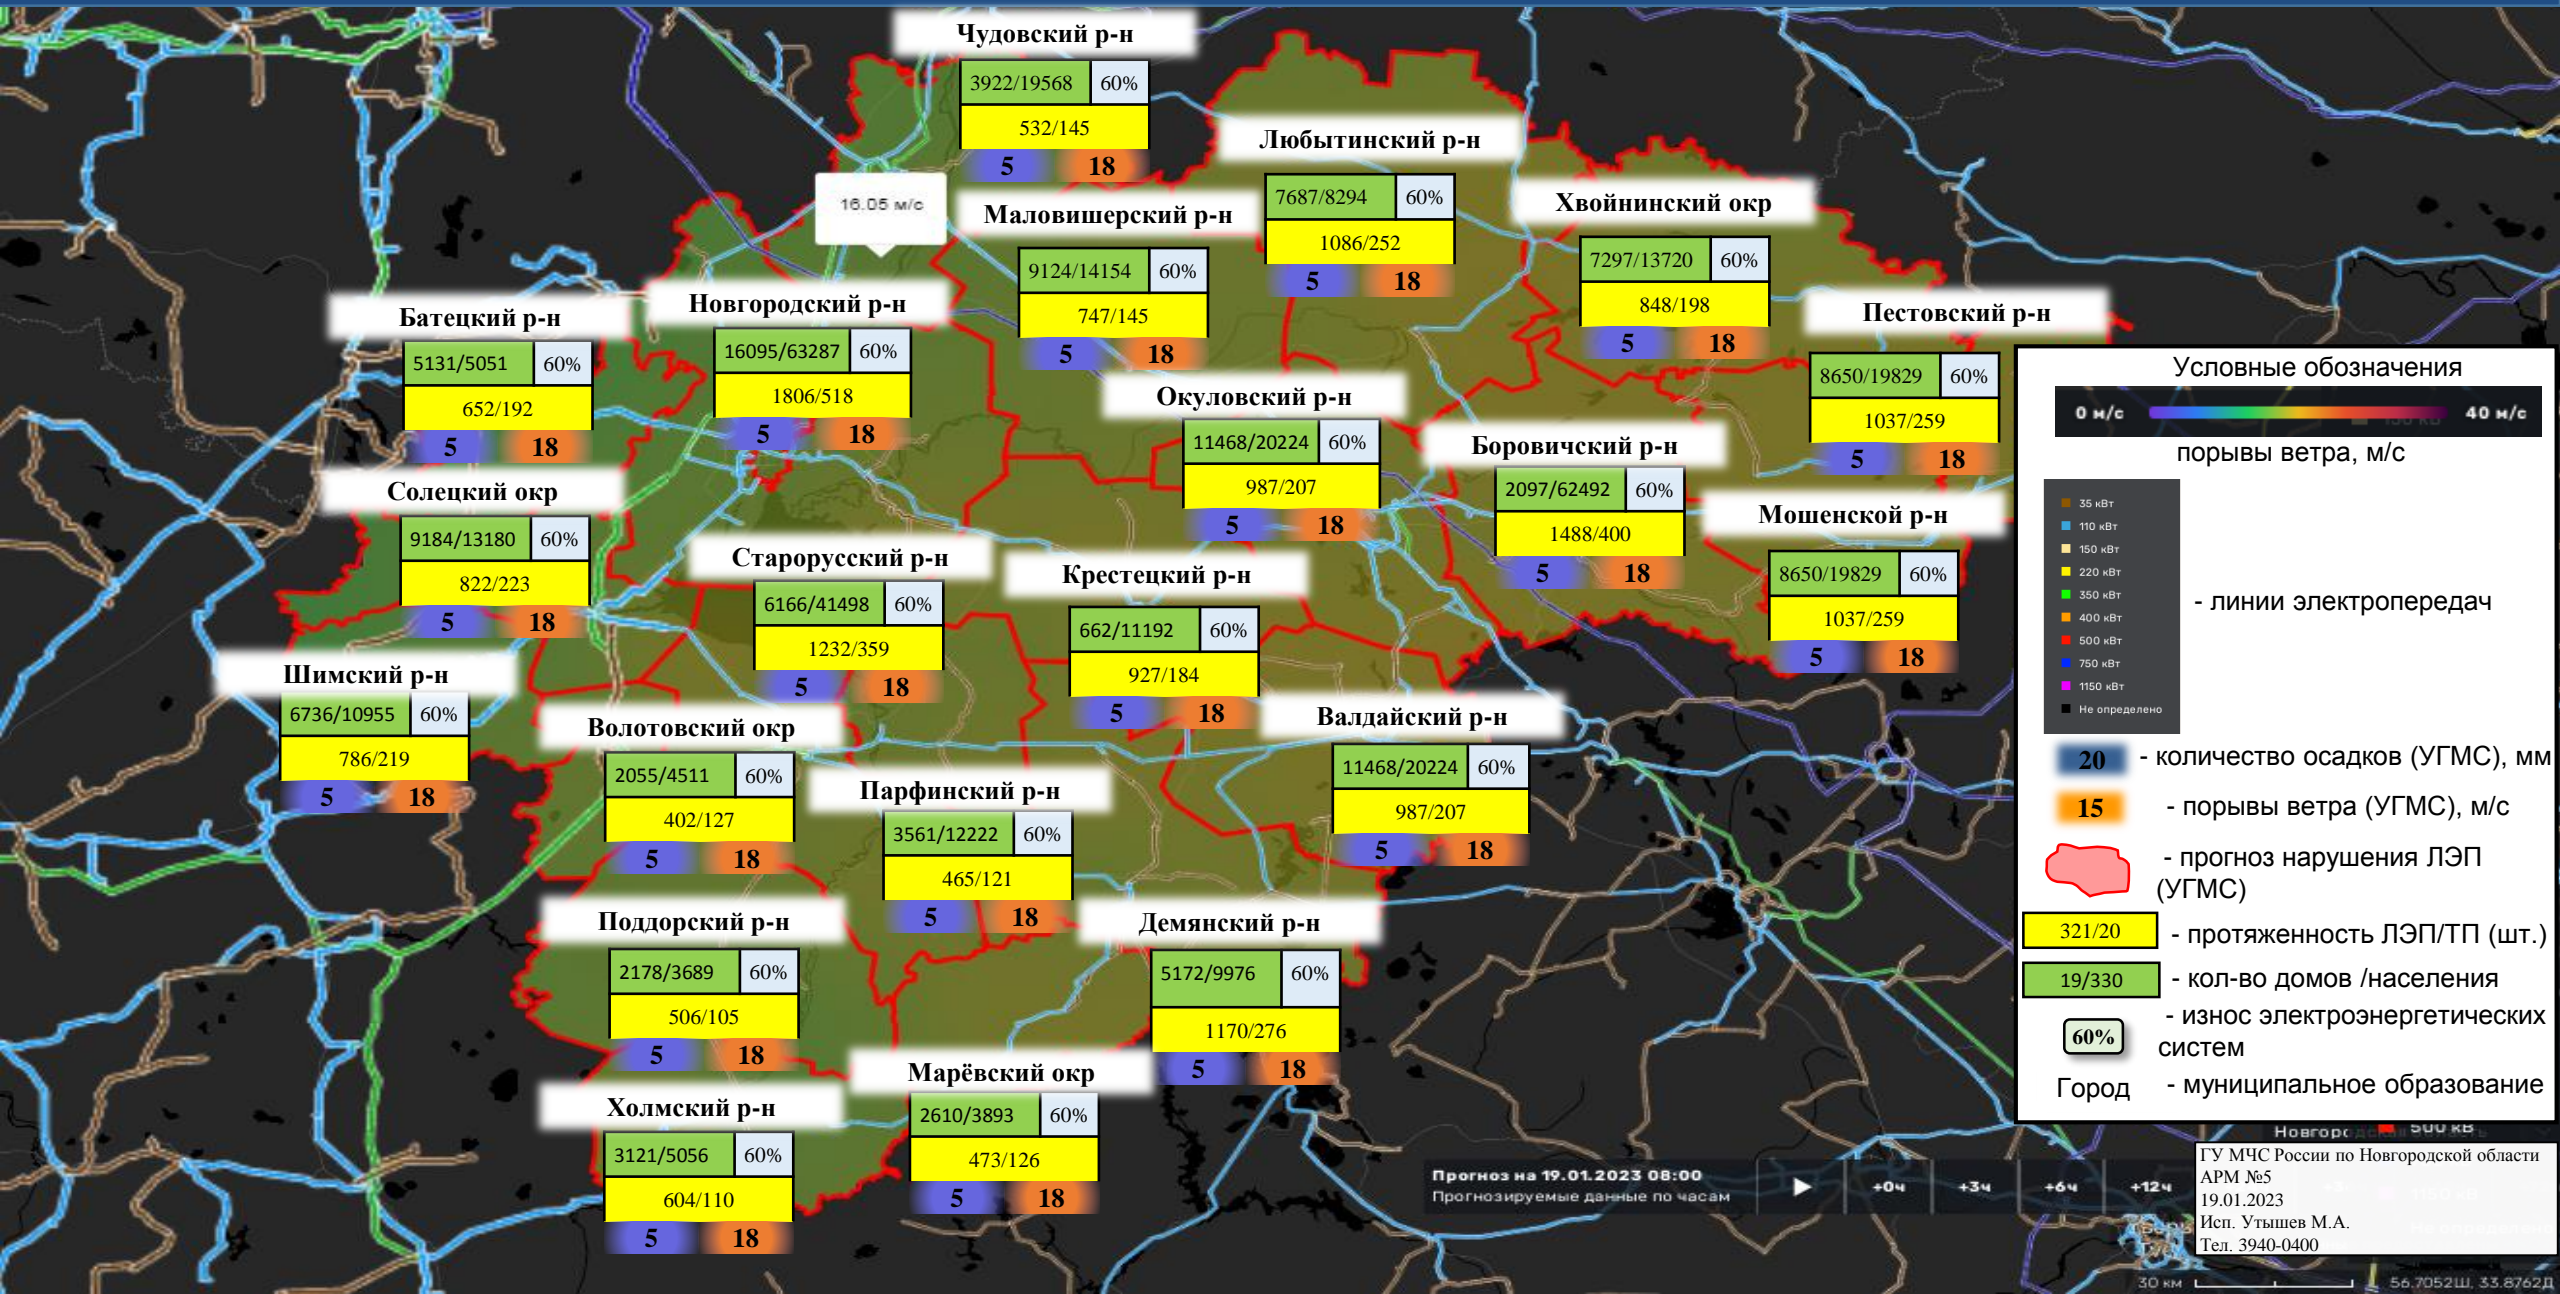 Чудовский р-н
3922/19568 60%
532/145
5 18
Любытинский р-н
7687/8294 60%
1086/252
5 18
16.05 м/с
Маловишерский р-н
9124/14154 60%
747/145
5 18
Хвойнинский окр
7297/13720 60%
848/198
5 18
Батецкий р-н
5131/5051 60%
652/192
5 18
Новгородский р-н
16095/63287 60%
1806/518
5 18
Пестовский р-н
8650/19829 60%
1037/259
5 18
Окуловский р-н
11468/20224 60%
987/207
5 18
Боровичский р-н
2097/62492 60%
1488/400
5 18
Солецкий окр
9184/13180 60%
822/223
5 18
Старорусский р-н
6166/41498 60%
1232/359
5 18
Крестецкий р-н
662/11192 60%
927/184
5 18
Мошенской р-н
8650/19829 60%
1037/259
5 18
Шимский р-н
6736/10955 60%
786/219
5 18
Волотовский окр
2055/4511 60%
402/127
5 18
Парфинский р-н
3561/12222 60%
465/121
5 18
Валдайский р-н
11468/20224 60%
987/207
5 18
Поддорский р-н
2178/3689 60%
506/105
5 18
Демянский р-н
5172/9976 60%
1170/276
5 18
Холмский р-н
3121/5056 60%
604/110
5 18
Марёвский окр
2610/3893 60%
473/126
5 18
Условные обозначения
0 м/с 40 м/с
порывы ветра, м/с
35 кВт
110 кВт
150 кВт
220 кВт
350 кВт
400 кВт
500 кВт
750 кВт
1150 кВт
Не определено
- линии электропередач
20 - количество осадков (УГМС), мм
15 - порывы ветра (УГМС), м/с
- прогноз нарушения ЛЭП
(УГМС)
321/20 - протяженность ЛЭП/ТП (шт.)
19/330 - кол-во домов /населения
60% - износ электроэнергетических
систем
Город - муниципальное образование
500 кВ
ГУ МЧС России по Новгородской области
АРМ №5
19.01.2023
Исп. Утышев М.А.
Тел. 3940-0400
Прогноз на 19.01.2023 08:00
Прогнозируемые данные по часам
+0ч +3ч +6ч +12ч
30 км 56.7052Ш, 33.8762Д